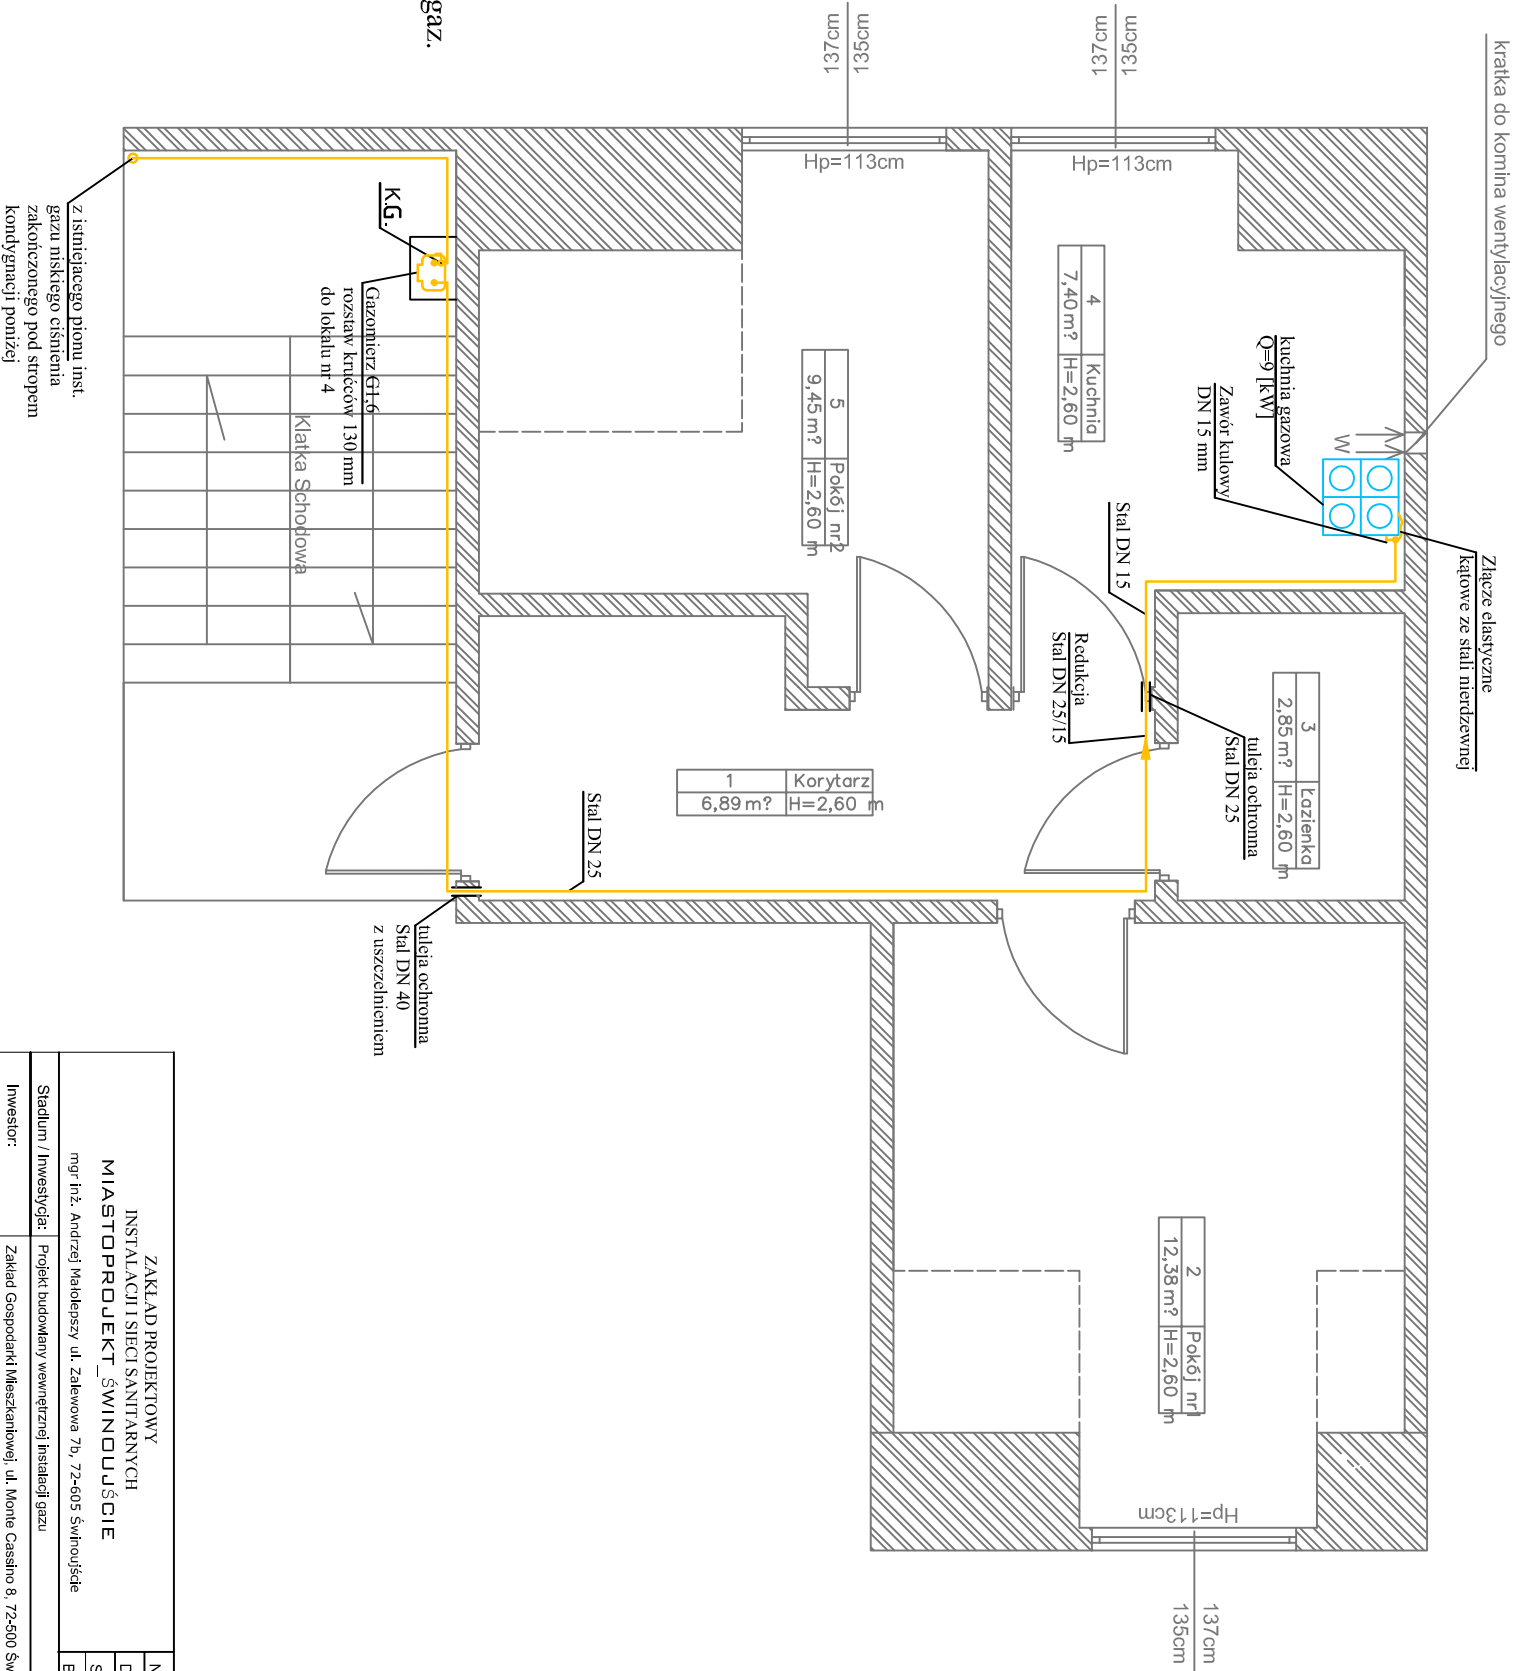 kratka do komina wentylacyjnego
135cm
137cm
135cm
137cm
Hp=113cm
Hp=113cm
gaz.
Złącze elastyczne
kątowe ze stali nierdzewnej
kuchnia gazowa
Q=9 [kW]
Zawór kulowy
DN 15 mm
W
4 Kuchnia
7,40 m? H=2,60 m
Stal DN 15
Redukcja
Stal DN 25/15
tuleja ochronna
Stal DN 25
3 Łazienka
2,85 m? H=2,60 m
5 Pokój nr2
9,45 m? H=2,60 m
K.G.
Gazomierz G1,6
rozstaw króćców 130 mm
do lokalu nr 4
Klatka Schodowa
z istniejacego pionu inst.
gazu niskiego ciśnienia
zakończonego pod stropem
kondygnacji poniżej
1 Korytarz
6,89 m? H=2,60 m
Stal DN 25
tuleja ochronna
Stal DN 40
z uszczelnieniem
2 Pokój nr1
12,38 m? H=2,60 m
Hp=113cm
137cm
135cm
ZAKŁAD PROJEKTOWY
INSTALACJI I SIECI SANITARNYCH
MIASTOPROJEKT_ŚWINOUJŚCIE
mgr inż. Andrzej Małolepszy ul. Zalewowa 7b, 72-605 Świnoujście
Stadium / Inwestycja: Projekt budowlany wewnętrznej instalacji gazu
Inwestor: Zakład Gospodarki Mieszkaniowej, ul. Monte Cassino 8, 72-500 Św